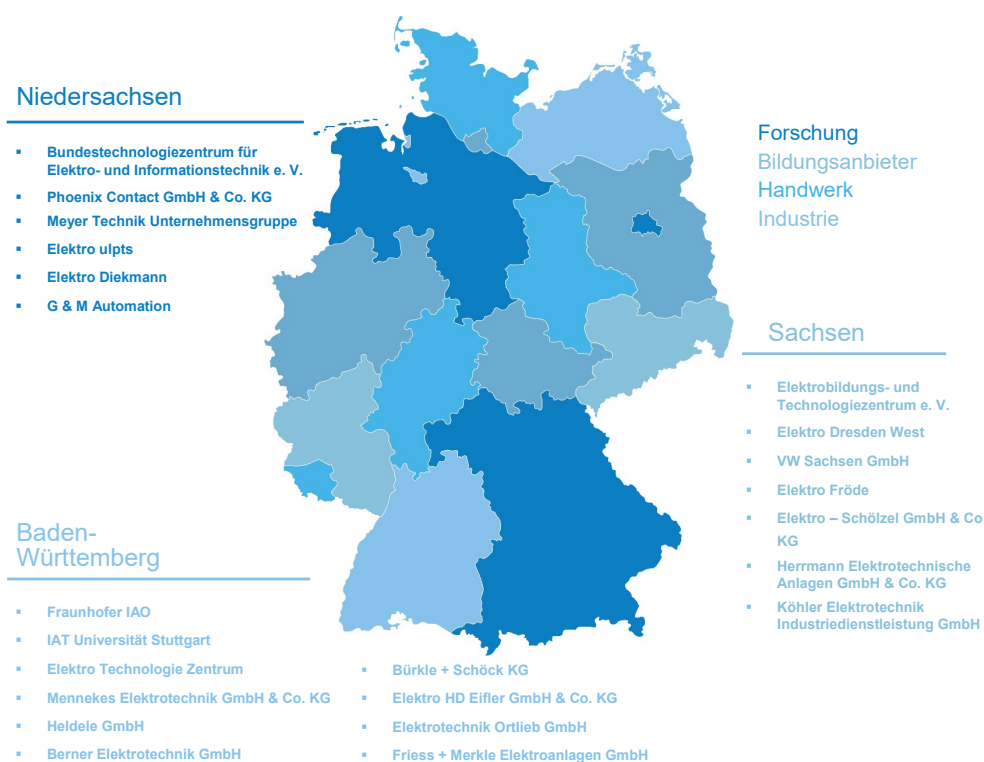 Niedersachsen
▪ Bundestechnologiezentrum für
Elektro- und Informationstechnik e. V.
▪ Phoenix Contact GmbH & Co. KG
▪ Meyer Technik Unternehmensgruppe
▪ Elektro ulpts
▪ Elektro Diekmann
▪ G & M Automation
Forschung
Bildungsanbieter
Handwerk
Industrie
Sachsen
▪ Elektrobildungs- und
Technologiezentrum e. V.
▪ Elektro Dresden West
▪ VW Sachsen GmbH
▪ Elektro Fröde
▪ Elektro – Schölzel GmbH & Co
KG
▪ Herrmann Elektrotechnische
Anlagen GmbH & Co. KG
▪ Köhler Elektrotechnik
Industriedienstleistung GmbH
Baden-
Württemberg
▪ Fraunhofer IAO
▪ IAT Universität Stuttgart
▪ Elektro Technologie Zentrum
▪ Mennekes Elektrotechnik GmbH & Co. KG
▪ Heldele GmbH
▪ Berner Elektrotechnik GmbH
▪ Bürkle + Schöck KG
▪ Elektro HD Eifler GmbH & Co. KG
▪ Elektrotechnik Ortlieb GmbH
▪ Friess + Merkle Elektroanlagen GmbH